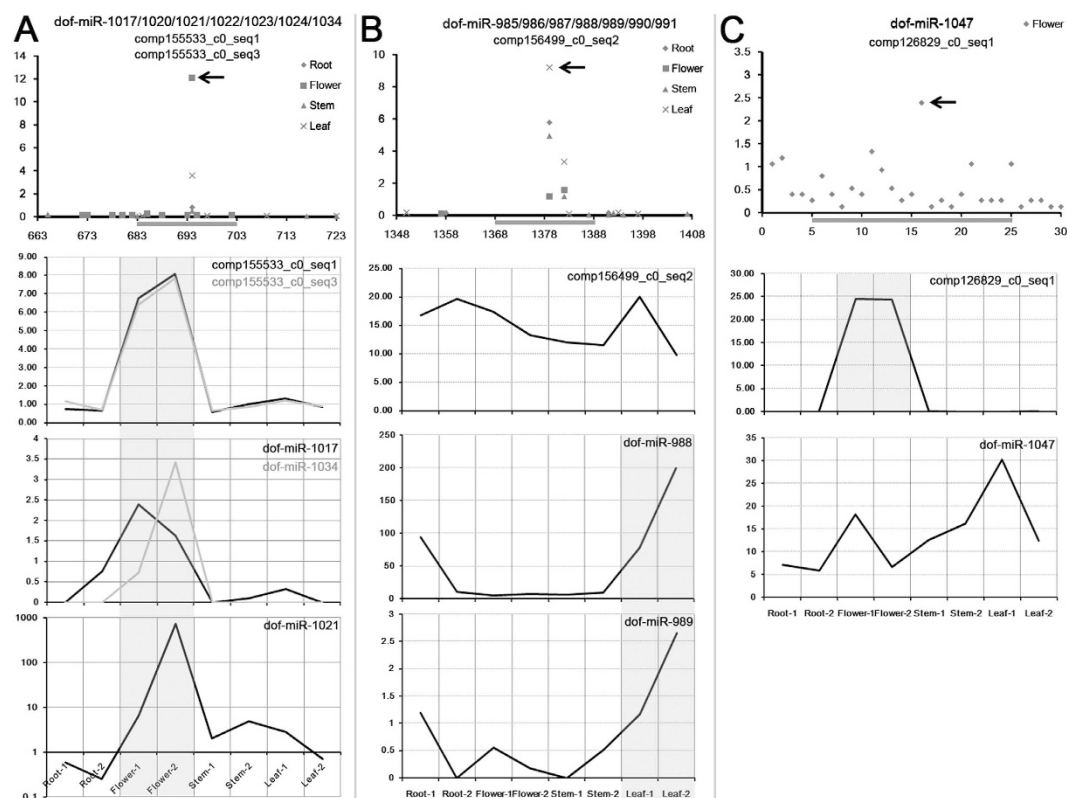 A
dof-miR-1017/1020/1021/1022/1023/1024/1034
comp155533_c0_seq1
comp155533_c0_seq3
Root
Flower
Stem
Leaf
14
12
10
8
6
4
2
0
663 673 683 693 703 713 723
comp155533_c0_seq1
comp155533_c0_seq3
9.00
8.00
7.00
6.00
5.00
4.00
3.00
2.00
1.00
0.00
dof-miR-1017
dof-miR-1034
4
3.5
3
2.5
2
1.5
1
0.5
0
dof-miR-1021
1000
100
10
1
0.1
Root-1 Root-2 Flower-1 Flower-2 Stem-1 Stem-2 Leaf-1 Leaf-2
B
dof-miR-985/986/987/988/989/990/991
comp156499_c0_seq2
Root
Flower
Stem
Leaf
10
8
6
4
2
0
1348 1358 1368 1378 1388 1398 1408
comp156499_c0_seq2
25.00
20.00
15.00
10.00
5.00
0.00
dof-miR-988
250
200
150
100
50
0
dof-miR-989
3
2.5
2
1.5
1
0.5
0
Root-1 Root-2 Flower-1 Flower-2 Stem-1 Stem-2 Leaf-1 Leaf-2
C
dof-miR-1047
comp126829_c0_seq1
Flower
3.5
3
2.5
2
1.5
1
0.5
0
0 5 10 15 20 25 30
comp126829_c0_seq1
30.00
25.00
20.00
15.00
10.00
5.00
0.00
dof-miR-1047
35
30
25
20
15
10
5
0
Root-1 Root-2 Flower-1 Flower-2 Stem-1 Stem-2 Leaf-1 Leaf-2